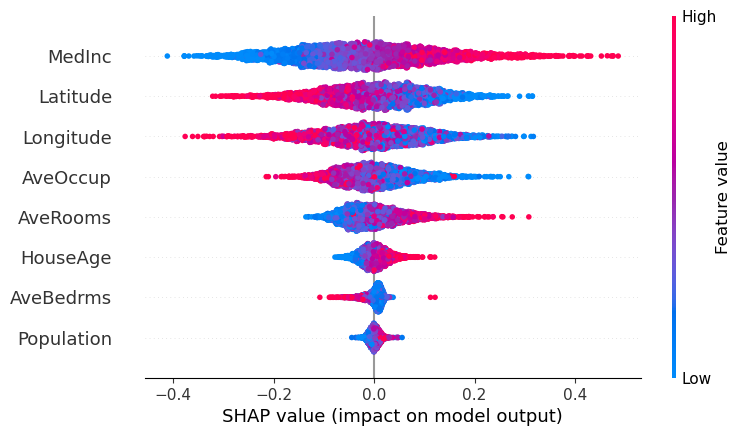 High
MedInc
Latitude
Longitude
AveOccup
AveRooms
HouseAge
AveBedrms
Population
Feature value
Low
−0.4 −0.2 0.0 0.2 0.4
SHAP value (impact on model output)